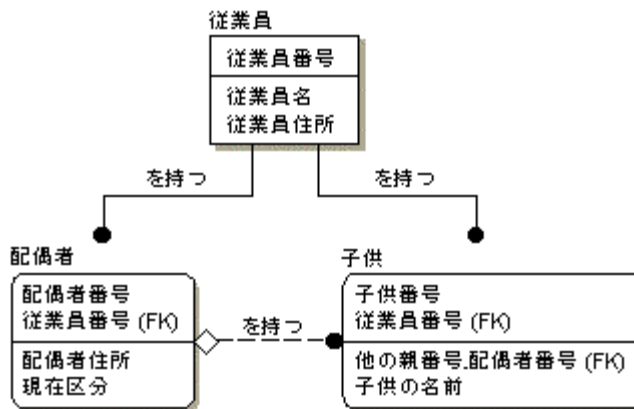 従業員
従業員番号
従業員名
従業員住所
を持つ
を持つ
配偶者
配偶者番号
従業員番号 (FK)
配偶者住所
現在区分
を持つ
子供
子供番号
従業員番号 (FK)
他の親番号.配偶者番号 (FK)
子供の名前